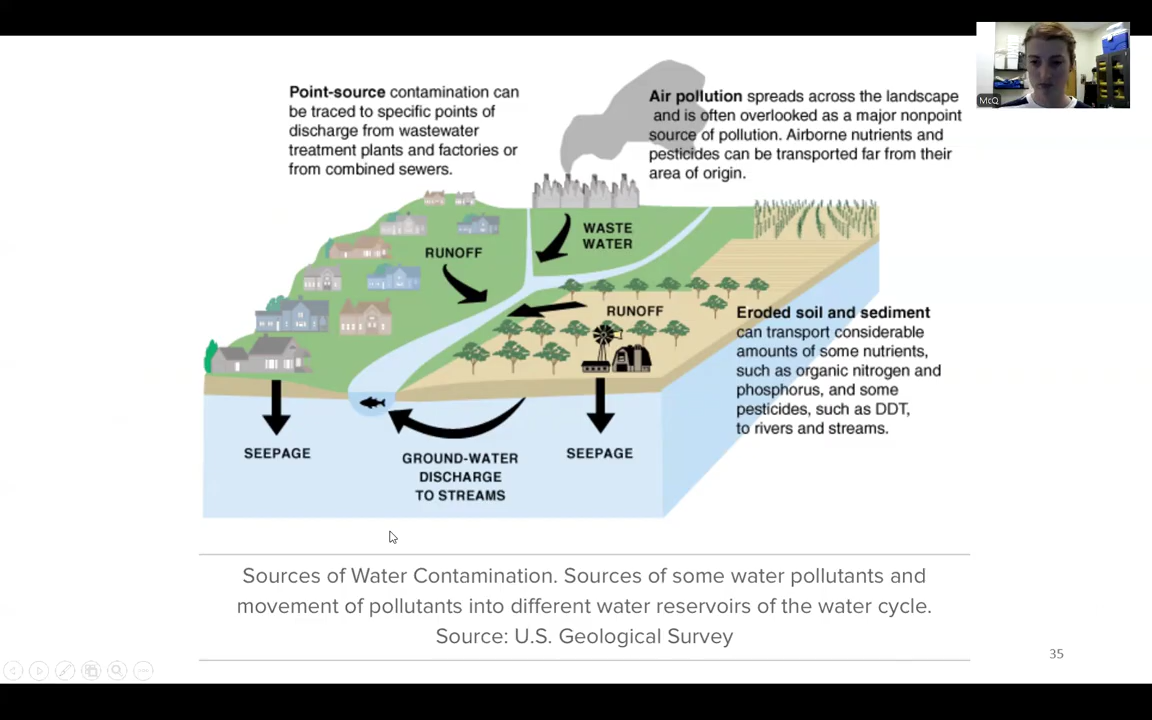 McQ
Point-source contamination can
be traced to specific points of
discharge from wastewater
treatment plants and factories or
from combined sewers.
Air pollution spreads across the landscape
and is often overlooked as a major nonpoint
source of pollution. Airborne nutrients and
pesticides can be transported far from their
area of origin.
WASTE
WATER
RUNOFF
RUNOFF
Eroded soil and sediment
can transport considerable
amounts of some nutrients,
such as organic nitrogen and
phosphorus, and some
pesticides, such as DDT,
to rivers and streams.
SEEPAGE
GROUND-WATER
DISCHARGE
TO STREAMS
SEEPAGE
Sources of Water Contamination. Sources of some water pollutants and
movement of pollutants into different water reservoirs of the water cycle.
Source: U.S. Geological Survey
35